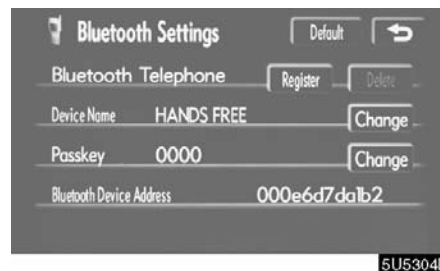 Bluetooth Settings Default
Bluetooth Telephone Register Delete
Device Name HANDS FREE Change
Passkey 0000 Change
Bluetooth Device Address 000e6d7da1b2
5U5304